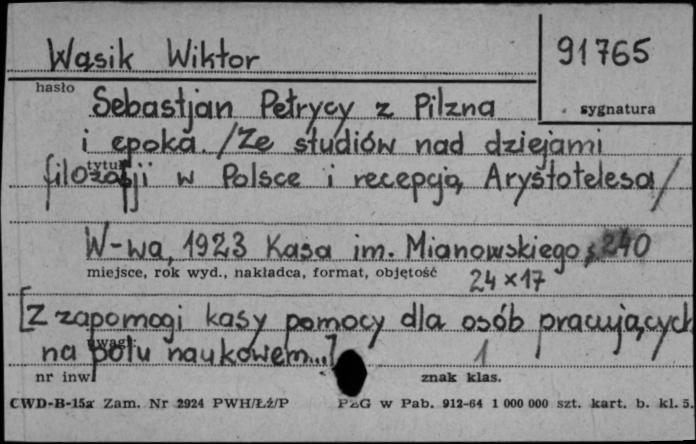 Wąsik Wiktor
91765
hasło
sygnatura
Sebastjan Petrycy z Pilzna
i epoka. /Ze studiów nad dziejami
tytuł
filozofji w Polsce i recepcją Arystotelesa/
W-wa, 1923 Kasa im. Mianowskiego, s. 240
miejsce, rok wyd., nakładca, format, objętość
24 x 17
[Z zapomogi kasy pomocy dla osób pracujących
uwagi:
na polu naukowem...]
1
nr inw.
znak klas.
CWD-B-15a Zam. Nr 2924 PWH/Łż/P
PZG w Pab. 912-64 1 000 000 szt. kart. b. kl. 5.